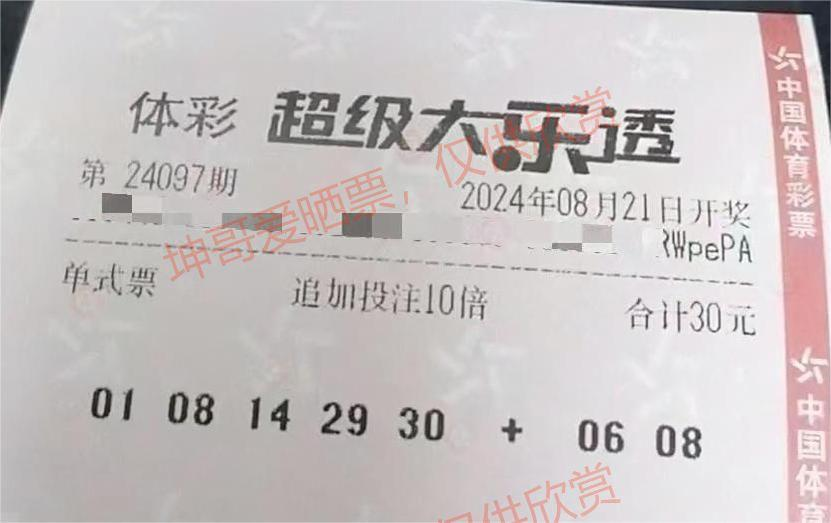 体彩 超级大乐透
第 24097期
2024年08月21日开奖
RWpePA
单式票 追加投注10倍 合计30元
01 08 14 29 30 + 06 08
中国体育彩票
中国体育
坤哥爱晒票，仅供欣赏
仅供欣赏